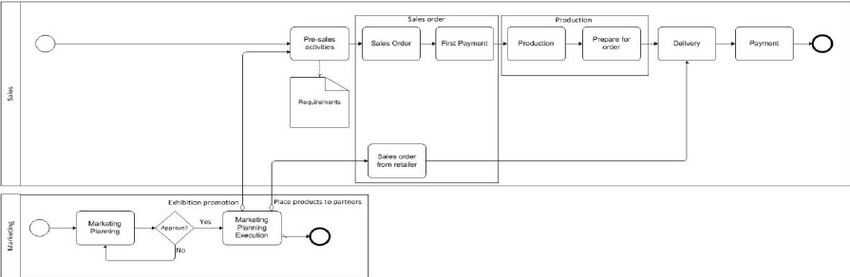 Sales order
Production
Pre-sales
activities
Sales Order
First Payment
Production
Prepare for
order
Delivery
Payment
Requirements
Sales
Sales order
from retailer
Exhibition promotion
Place products to partners
Marketing
Marketing
Planning
Approve?
Yes
No
Marketing
Planning
Execution